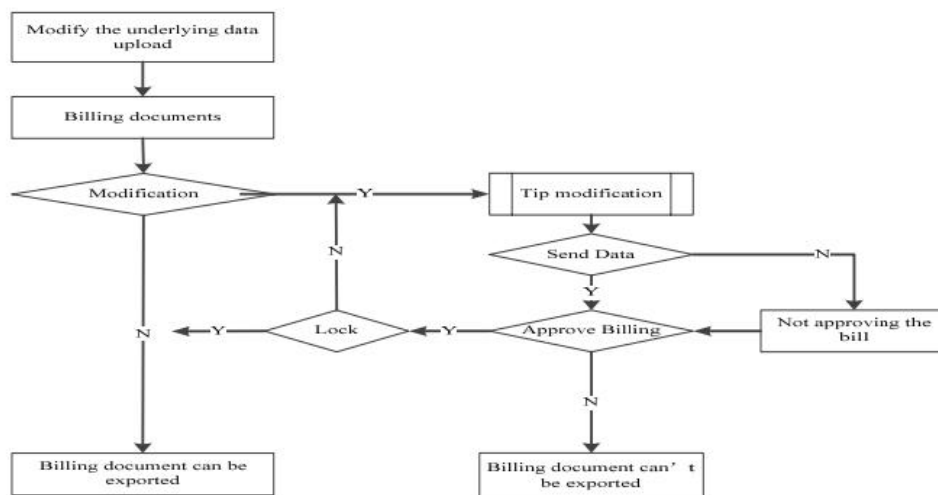 Modify the underlying data
upload
Billing documents
Modification
Y
Tip modification
N
Send Data
N
Y
N
Y
Lock
Y
Approve Billing
Not approving the
bill
N
Billing document can be
exported
Billing document can't
be exported